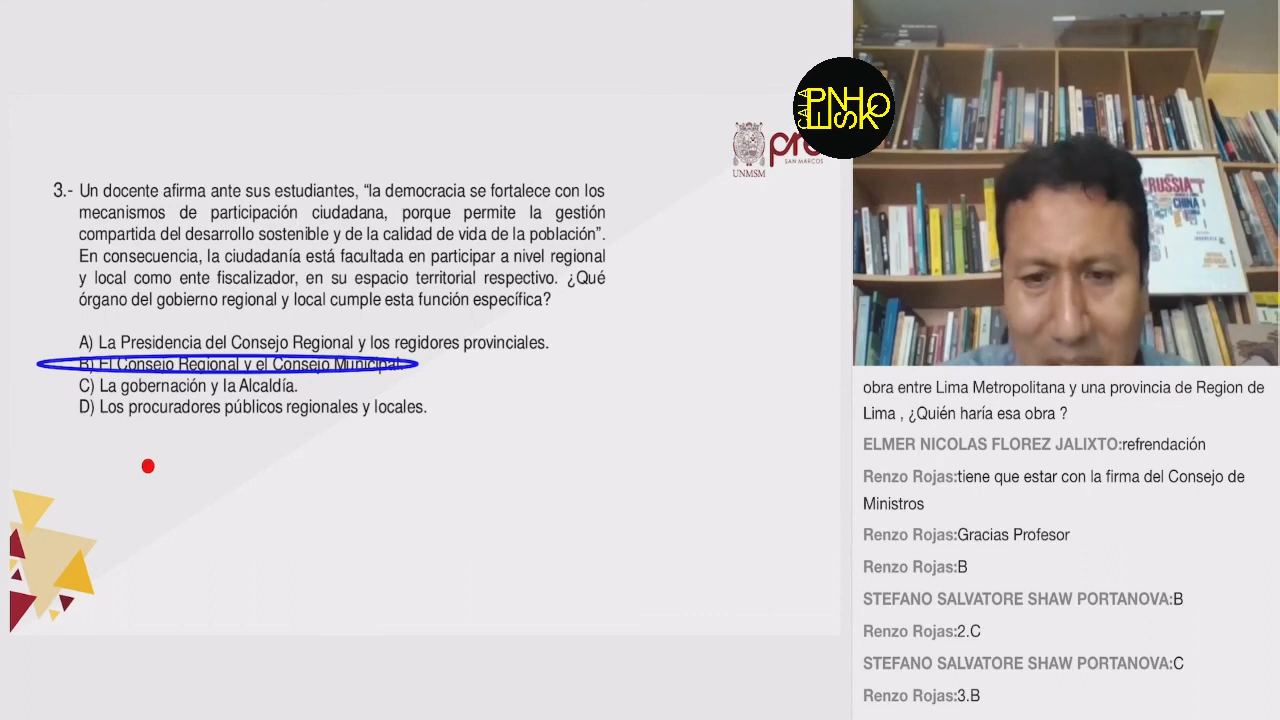 CALA
PENHOSKO
pre
SAN MARCOS
UNMSM
3.- Un docente afirma ante sus estudiantes, “la democracia se fortalece con los
mecanismos de participación ciudadana, porque permite la gestión
compartida del desarrollo sostenible y de la calidad de vida de la población”.
En consecuencia, la ciudadanía está facultada en participar a nivel regional
y local como ente fiscalizador, en su espacio territorial respectivo. ¿Qué
órgano del gobierno regional y local cumple esta función específica?
A) La Presidencia del Consejo Regional y los regidores provinciales.
B) El Consejo Regional y el Consejo Municipal.
C) La gobernación y la Alcaldía.
D) Los procuradores públicos regionales y locales.
RUSSIA
CHINA
obra entre Lima Metropolitana y una provincia de Region de
Lima , ¿Quién haría esa obra ?
ELMER NICOLAS FLOREZ JALIXTO:refrendación
Renzo Rojas:tiene que estar con la firma del Consejo de
Ministros
Renzo Rojas:Gracias Profesor
Renzo Rojas:B
STEFANO SALVATORE SHAW PORTANOVA:B
Renzo Rojas:2.C
STEFANO SALVATORE SHAW PORTANOVA:C
Renzo Rojas:3.B